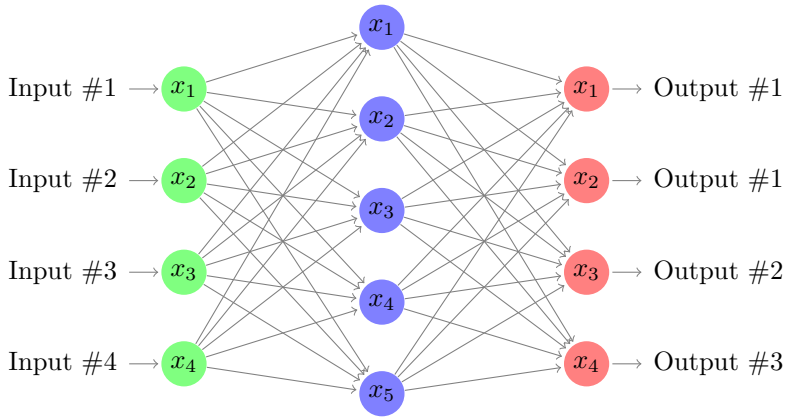 x₁
Input #1 x₁ x₁ Output #1
x₂
Input #2 x₂ x₂ Output #1
x₃
Input #3 x₃ x₃ Output #2
x₄
Input #4 x₄ x₄ Output #3
x₅